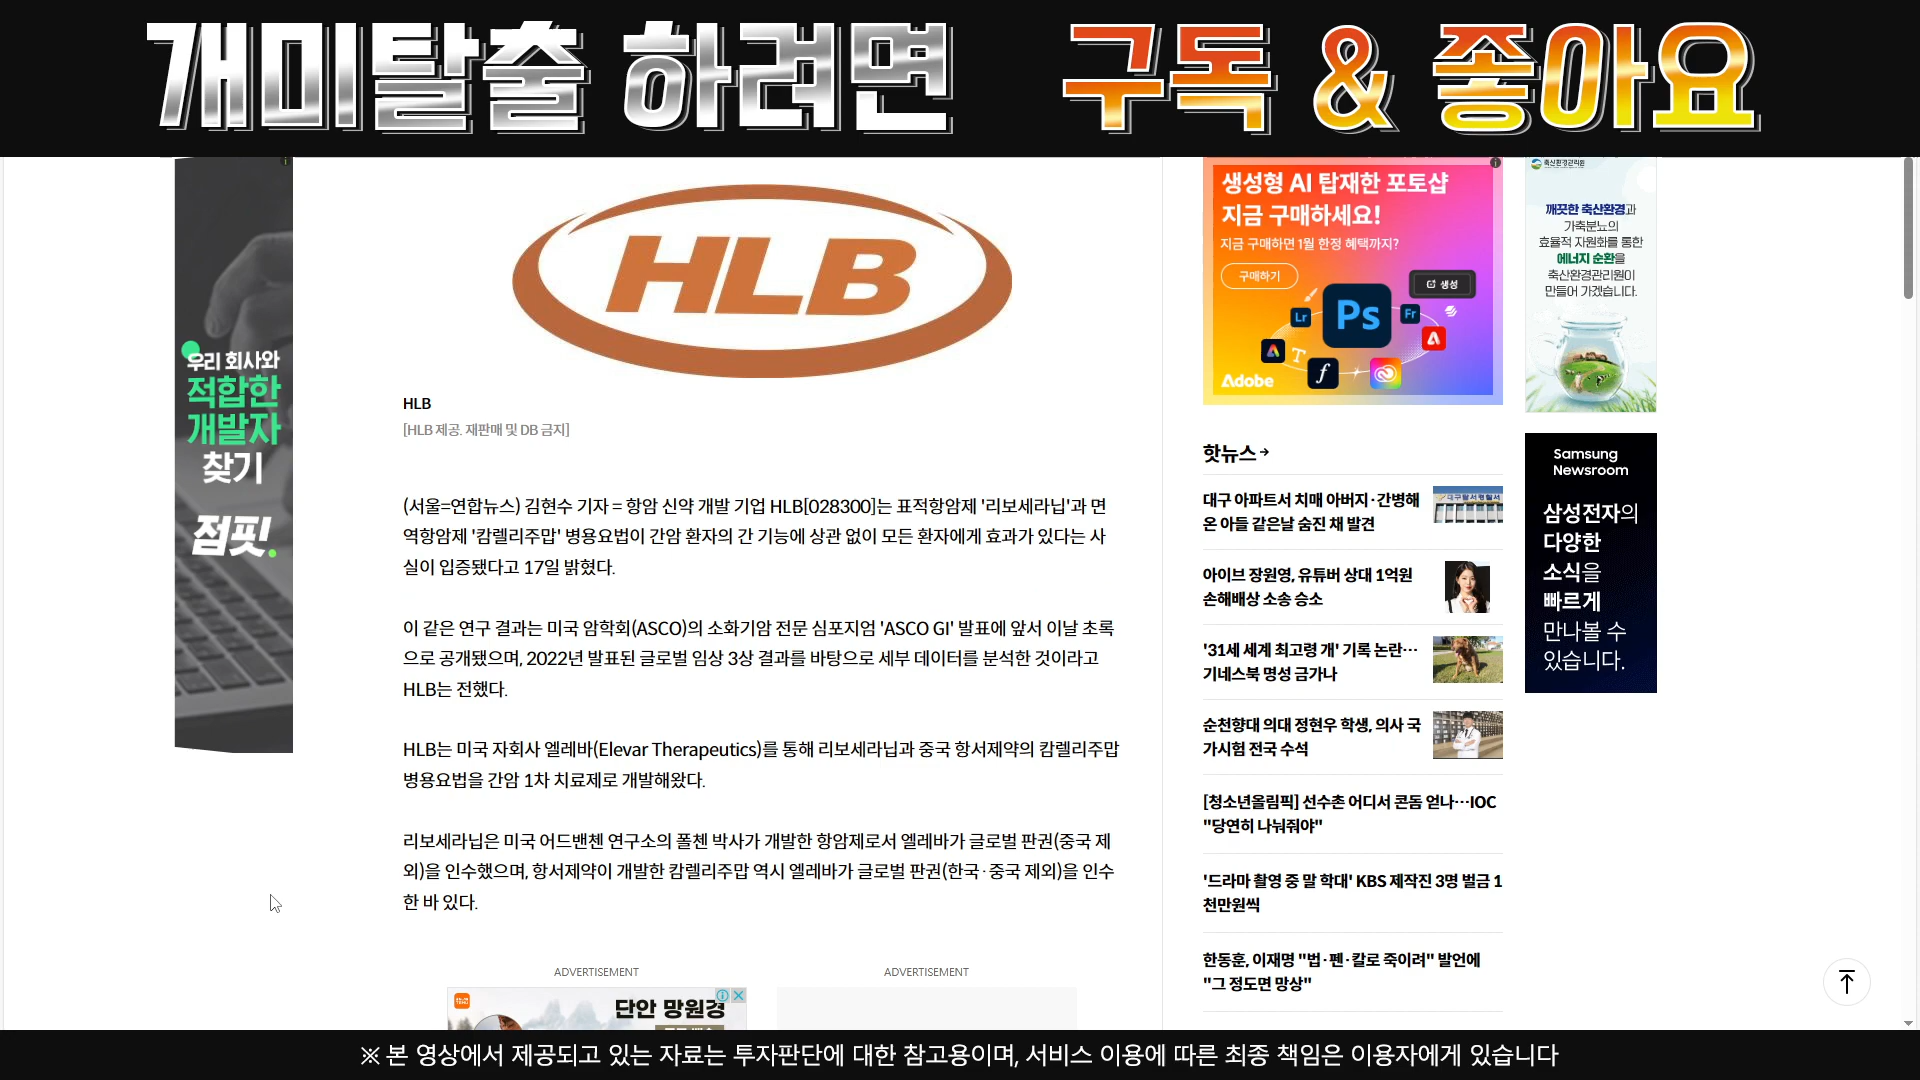 개미탈출 하려면 구독 & 좋아요
우리 회사와
적합한
개발자
찾기
점핏.
HLB
HLB
[HLB 제공. 재판매 및 DB 금지]
(서울=연합뉴스) 김현수 기자 = 항암 신약 개발 기업 HLB[028300]는 표적항암제 '리보세라닙'과 면
역항암제 '캄렐리주맙' 병용요법이 간암 환자의 간 기능에 상관 없이 모든 환자에게 효과가 있다는 사
실이 입증됐다고 17일 밝혔다.
이 같은 연구 결과는 미국 암학회(ASCO)의 소화기암 전문 심포지엄 'ASCO GI' 발표에 앞서 이날 초록
으로 공개됐으며, 2022년 발표된 글로벌 임상 3상 결과를 바탕으로 세부 데이터를 분석한 것이라고
HLB는 전했다.
HLB는 미국 자회사 엘레바(Elevar Therapeutics)를 통해 리보세라닙과 중국 항서제약의 캄렐리주맙
병용요법을 간암 1차 치료제로 개발해왔다.
리보세라닙은 미국 어드밴첸 연구소의 폴첸 박사가 개발한 항암제로서 엘레바가 글로벌 판권(중국 제
외)을 인수했으며, 항서제약이 개발한 캄렐리주맙 역시 엘레바가 글로벌 판권(한국·중국 제외)을 인수
한 바 있다.
ADVERTISEMENT
ADVERTISEMENT
단안 망원경
생성형 AI 탑재한 포토샵
지금 구매하세요!
지금 구매하면 1월 한정 혜택까지?
구매하기
생성
Lr
Ps
Fr
T
f
Adobe
핫뉴스
대구 아파트서 치매 아버지·간병해
온 아들 같은날 숨진 채 발견
아이브 장원영, 유튜버 상대 1억원
손해배상 소송 승소
'31세 세계 최고령 개' 기록 논란…
기네스북 명성 금가나
순천향대 의대 정현우 학생, 의사 국
가시험 전국 수석
[청소년올림픽] 선수촌 어디서 콘돔 얻나…IOC
"당연히 나눠줘야"
'드라마 촬영 중 말 학대' KBS 제작진 3명 벌금 1
천만원씩
한동훈, 이재명 "법·펜·칼로 죽이려" 발언에
"그 정도면 망상"
축산환경관리원
깨끗한 축산환경과
가축분뇨의
효율적 자원화를 통한
에너지 순환을
축산환경관리원이
만들어 가겠습니다.
Samsung
Newsroom
삼성전자의
다양한
소식을
빠르게
만나볼 수
있습니다.
※ 본 영상에서 제공되고 있는 자료는 투자판단에 대한 참고용이며, 서비스 이용에 따른 최종 책임은 이용자에게 있습니다